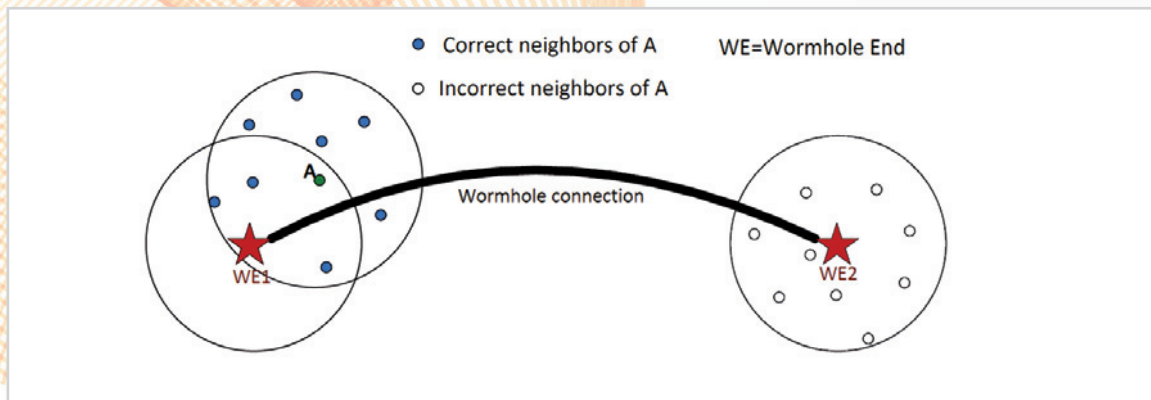 Correct neighbors of A
WE=Wormhole End
Incorrect neighbors of A
A
Wormhole connection
WE1
WE2